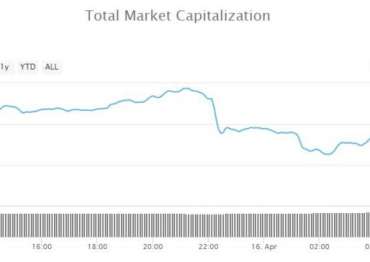 Total Market Capitalization
1y YTD ALL
16:00 18:00 20:00 22:00 16. Apr 02:00